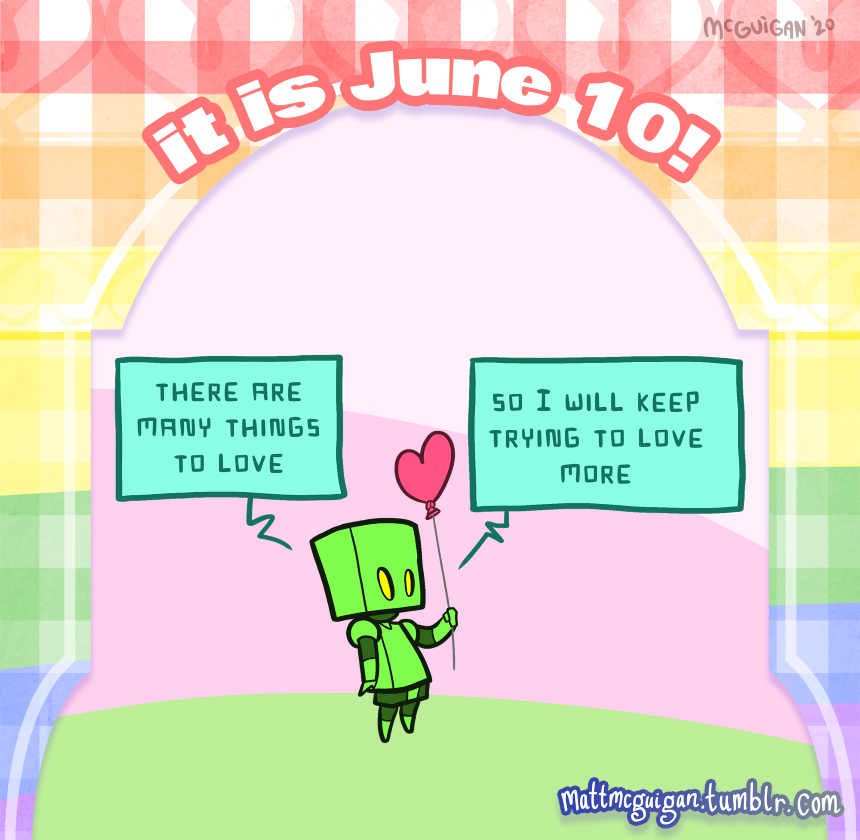 McGUiGAN '20
it is June 10!
THERE ARE
MANY THINGS
TO LOVE
SO I WILL KEEP
TRYING TO LOVE
MORE
mattmcguigan.tumblr.com